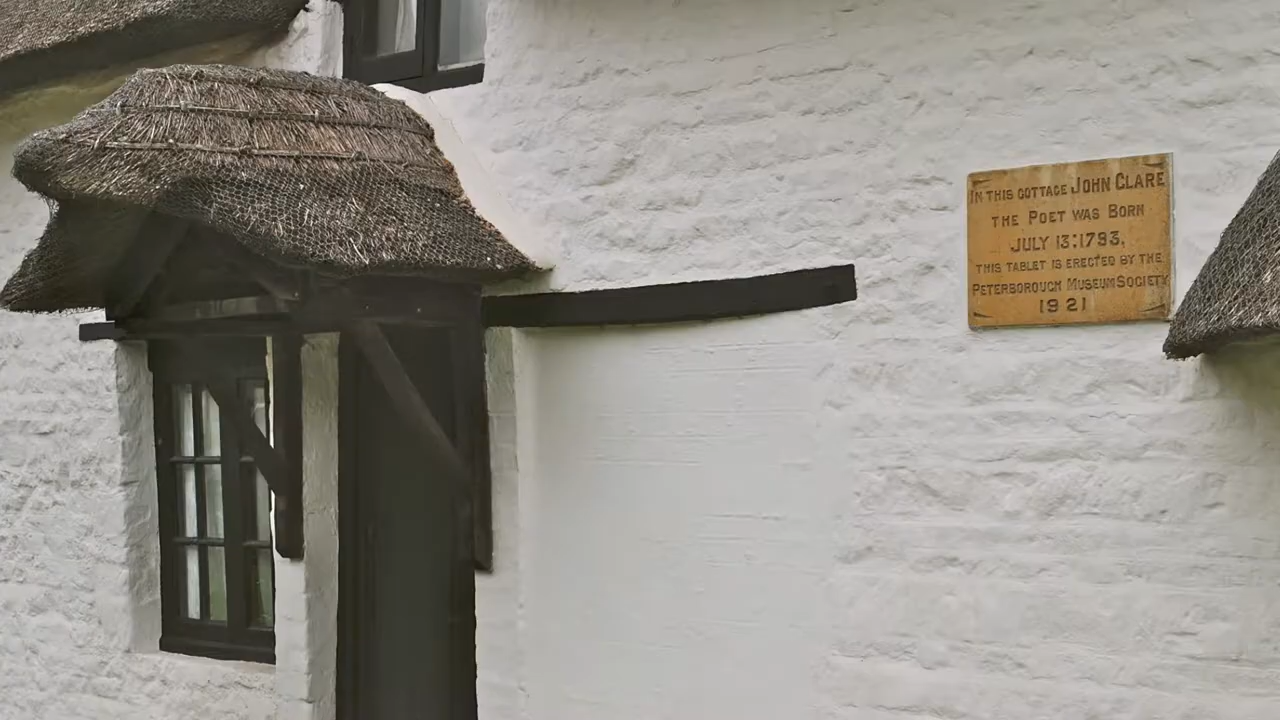 IN THIS COTTAGE JOHN CLARE
THE POET WAS BORN
JULY 13:1793,
THIS TABLET IS ERECTED BY THE
PETERBOROUGH MUSEUM SOCIETY
1921